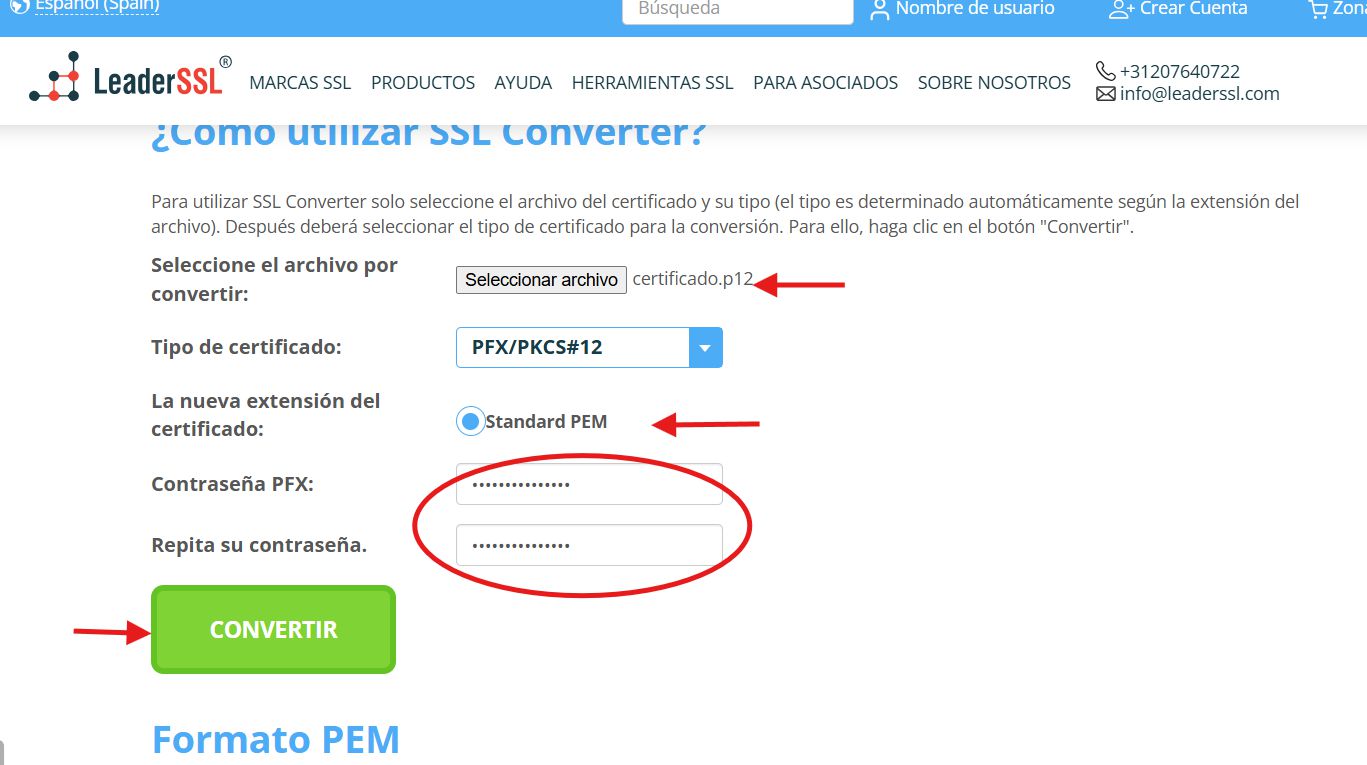 Español (Spain)
Búsqueda
Nombre de usuario
Crear Cuenta
LeaderSSL®
MARCAS SSL
PRODUCTOS
AYUDA
HERRAMIENTAS SSL
PARA ASOCIADOS
SOBRE NOSOTROS
+31207640722
info@leaderssl.com
¿Cómo utilizar SSL Converter?
Para utilizar SSL Converter solo seleccione el archivo del certificado y su tipo (el tipo es determinado automáticamente según la extensión del
archivo). Después deberá seleccionar el tipo de certificado para la conversión. Para ello, haga clic en el botón "Convertir".
Seleccione el archivo por
convertir:
Seleccionar archivo
certificado.p12
Tipo de certificado:
PFX/PKCS#12
La nueva extensión del
certificado:
Standard PEM
Contraseña PFX:
•••••••••••••••
Repita su contraseña.
•••••••••••••••
CONVERTIR
Formato PEM